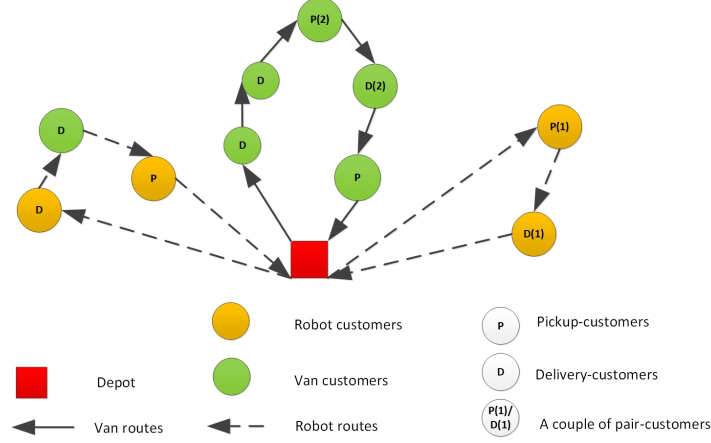 P(2)
D
D(2)
D
P(1)
D
P
P
D
D(1)
Robot customers
P
Pickup-customers
Depot
Van customers
D
Delivery-customers
Van routes
Robot routes
P(1)/
D(1)
A couple of pair-customers